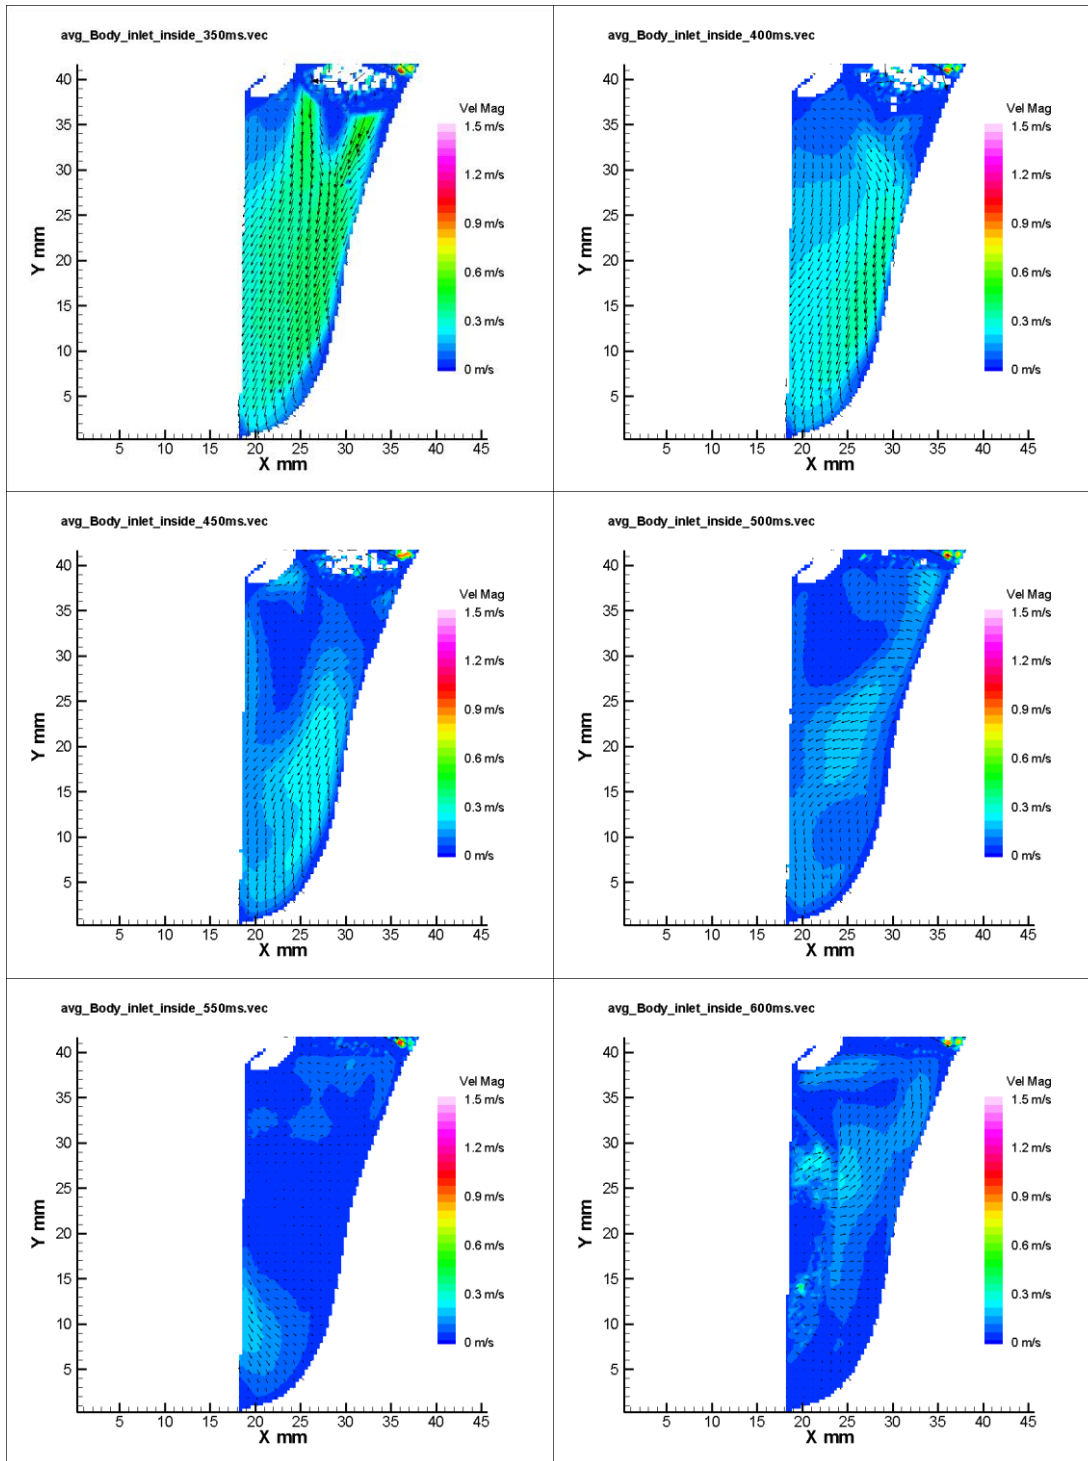 avg_Body_inlet_inside_350ms.vec
40
35
30
25
20
15
10
5
Y mm
5 10 15 20 25 30 35 40 45
X mm
Vel Mag
1.5 m/s
1.2 m/s
0.9 m/s
0.6 m/s
0.3 m/s
0 m/s
avg_Body_inlet_inside_400ms.vec
40
35
30
25
20
15
10
5
Y mm
5 10 15 20 25 30 35 40 45
X mm
Vel Mag
1.5 m/s
1.2 m/s
0.9 m/s
0.6 m/s
0.3 m/s
0 m/s
avg_Body_inlet_inside_450ms.vec
40
35
30
25
20
15
10
5
Y mm
5 10 15 20 25 30 35 40 45
X mm
Vel Mag
1.5 m/s
1.2 m/s
0.9 m/s
0.6 m/s
0.3 m/s
0 m/s
avg_Body_inlet_inside_500ms.vec
40
35
30
25
20
15
10
5
Y mm
5 10 15 20 25 30 35 40 45
X mm
Vel Mag
1.5 m/s
1.2 m/s
0.9 m/s
0.6 m/s
0.3 m/s
0 m/s
avg_Body_inlet_inside_550ms.vec
40
35
30
25
20
15
10
5
Y mm
5 10 15 20 25 30 35 40 45
X mm
Vel Mag
1.5 m/s
1.2 m/s
0.9 m/s
0.6 m/s
0.3 m/s
0 m/s
avg_Body_inlet_inside_600ms.vec
40
35
30
25
20
15
10
5
Y mm
5 10 15 20 25 30 35 40 45
X mm
Vel Mag
1.5 m/s
1.2 m/s
0.9 m/s
0.6 m/s
0.3 m/s
0 m/s